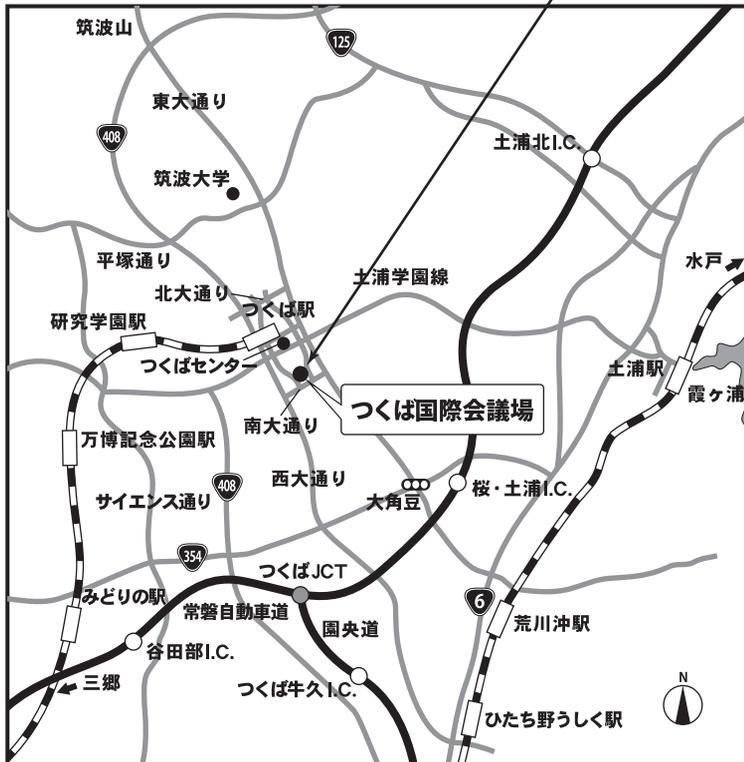 筑波山
125
東大通り
408
土浦北I.C.
筑波大学
平塚通り
水戸
土浦学園線
北大通り
つくば駅
研究学園駅
つくばセンター
土浦駅
霞ヶ浦
つくば国際会議場
南大通り
万博記念公園駅
西大通り
408
サイエンス通り
大角豆
桜・土浦I.C.
354
つくばJCT
みどりの駅
常磐自動車道
6
圏央道
荒川沖駅
谷田部I.C.
三郷
つくば牛久I.C.
N
ひたち野うしく駅